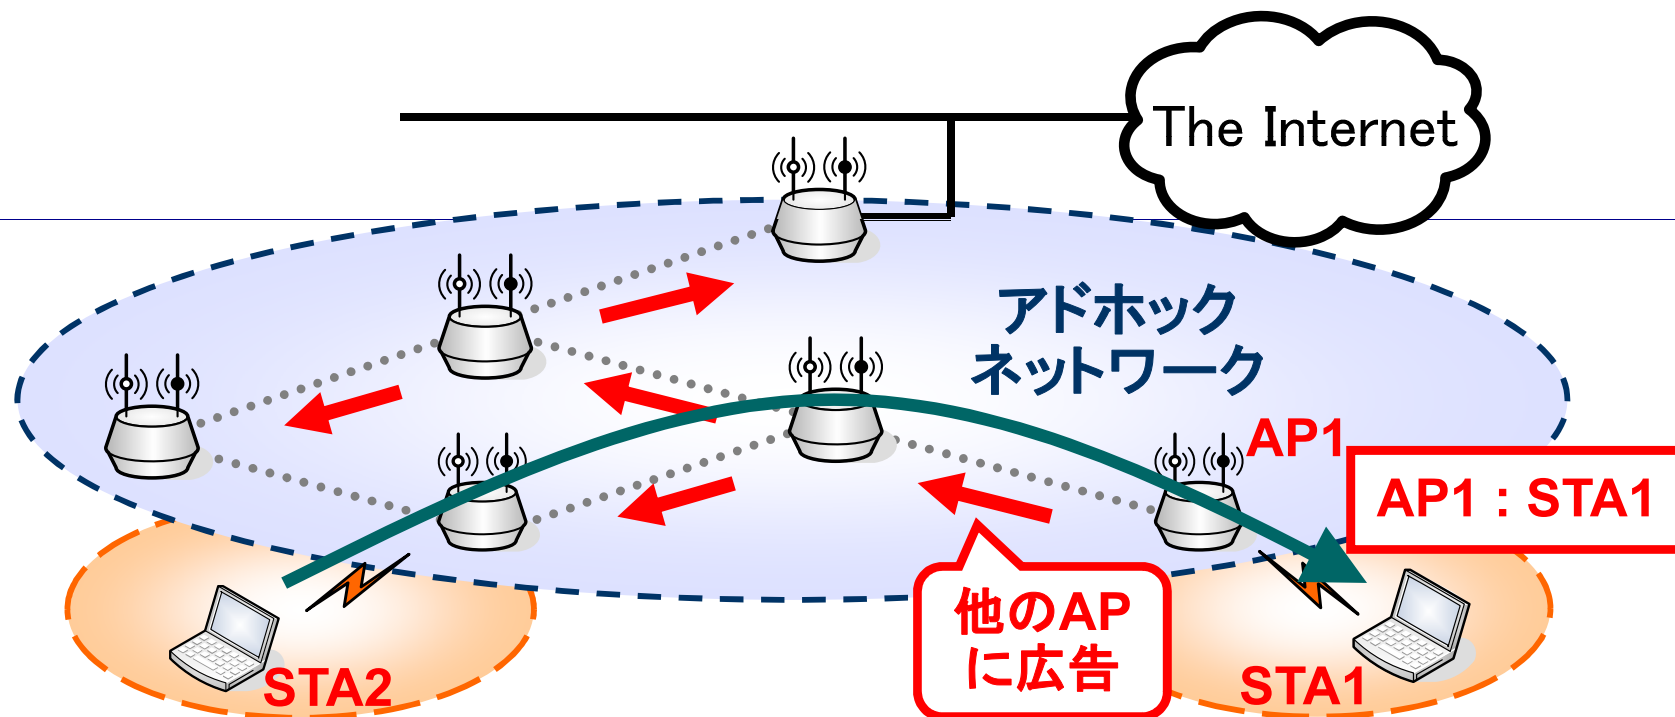 The Internet
アドホック
ネットワーク
AP1
AP1：STA1
他のAP
に広告
STA2
STA1